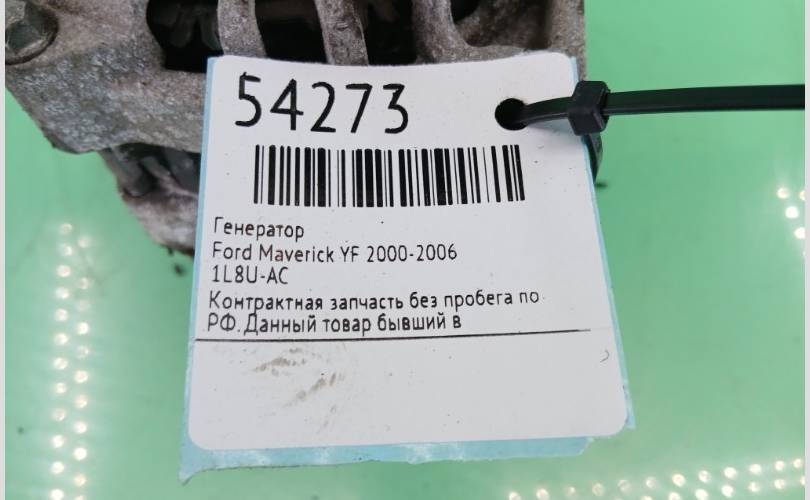 54273
Генератор
Ford Maverick YF 2000-2006
1L8U-AC
Контрактная запчасть без пробега по
РФ. Данный товар бывший в